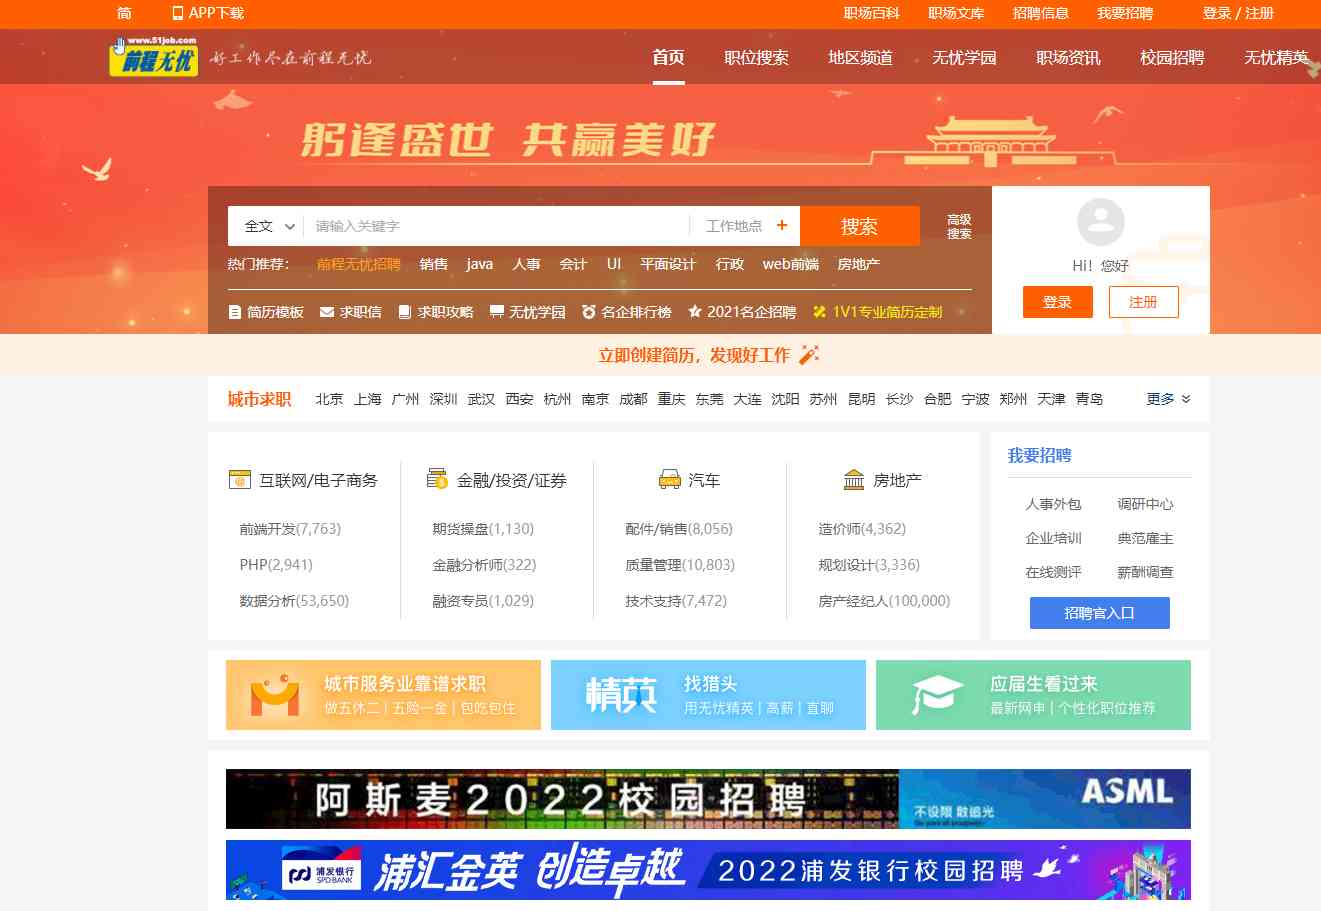 简 APP下载 职场百科 职场文库 招聘信息 我要招聘 登录 / 注册
www.51job.com
前程无忧 好工作尽在前程无忧
首页 职位搜索 地区频道 无忧学园 职场资讯 校园招聘 无忧精英
躬逢盛世 共赢美好
全文 请输入关键字 工作地点 + 搜索 高级搜索
热门推荐： 前程无忧招聘 销售 java 人事 会计 UI 平面设计 行政 web前端 房地产
简历模板 求职信 求职攻略 无忧学园 名企排行榜 2021名企招聘 1V1专业简历定制
Hi！您好
登录 注册
立即创建简历，发现好工作
城市求职 北京 上海 广州 深圳 武汉 西安 杭州 南京 成都 重庆 东莞 大连 沈阳 苏州 昆明 长沙 合肥 宁波 郑州 天津 青岛 更多
互联网/电子商务 金融/投资/证券 汽车 房地产
前端开发(7,763) 期货操盘(1,130) 配件/销售(8,056) 造价师(4,362)
PHP(2,941) 金融分析师(322) 质量管理(10,803) 规划设计(3,336)
数据分析(53,650) 融资专员(1,029) 技术支持(7,472) 房产经纪人(100,000)
我要招聘
人事外包 调研中心
企业培训 典范雇主
在线测评 薪酬调查
招聘官入口
城市服务业靠谱求职
做五休二 | 五险一金 | 包吃包住
精英 找猎头
用无忧精英 | 高薪 | 直聊
应届生看过来
最新网申 | 个性化职位推荐
阿斯麦2022校园招聘 不设限 敢追光 ASML
浦发银行 SPD BANK 浦汇金英 创造卓越 2022浦发银行校园招聘